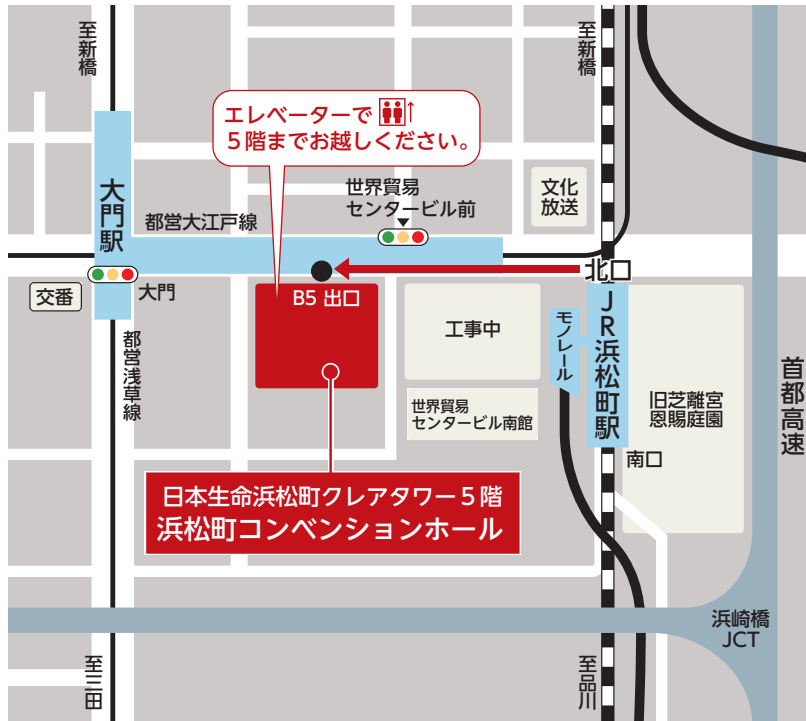 至新橋
至新橋
エレベーターで
5階までお越しください。
大門駅
都営大江戸線
世界貿易
センタービル前
文化
放送
北口
交番
大門
B5 出口
工事中
モノレール
JR浜松町駅
首都高速
都営浅草線
世界貿易
センタービル南館
旧芝離宮
恩賜庭園
南口
日本生命浜松町クレアタワー5階
浜松町コンベンションホール
浜崎橋
JCT
至三田
至品川